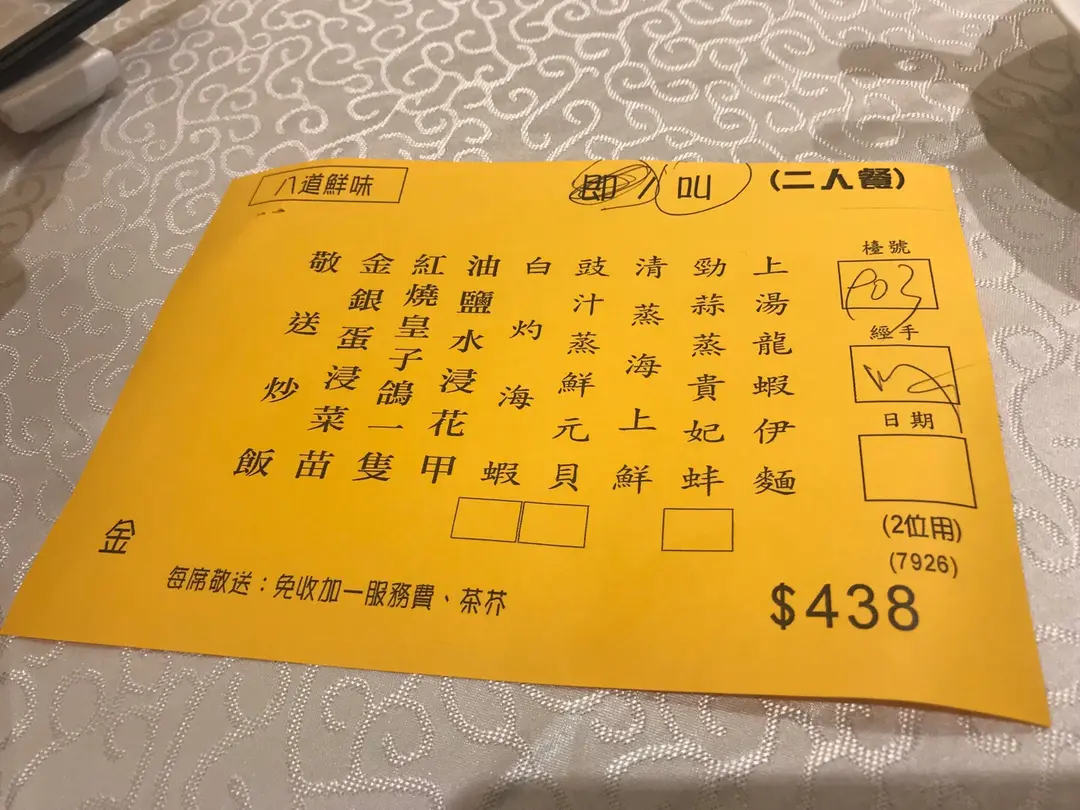 八道鮮味
即 / 叫 (二人餐)
上湯龍蝦伊麵
勁蒜蒸貴妃蚌
清蒸海上鮮
豉汁蒸鮮元貝
白灼海蝦
油鹽水浸花甲
紅燒皇子鴿一隻
金銀蛋浸菜苗
敬送炒飯
檯號
P03
經手
日期
(2位用)
(7926)
$438
金
每席敬送：免收加一服務費、茶芥